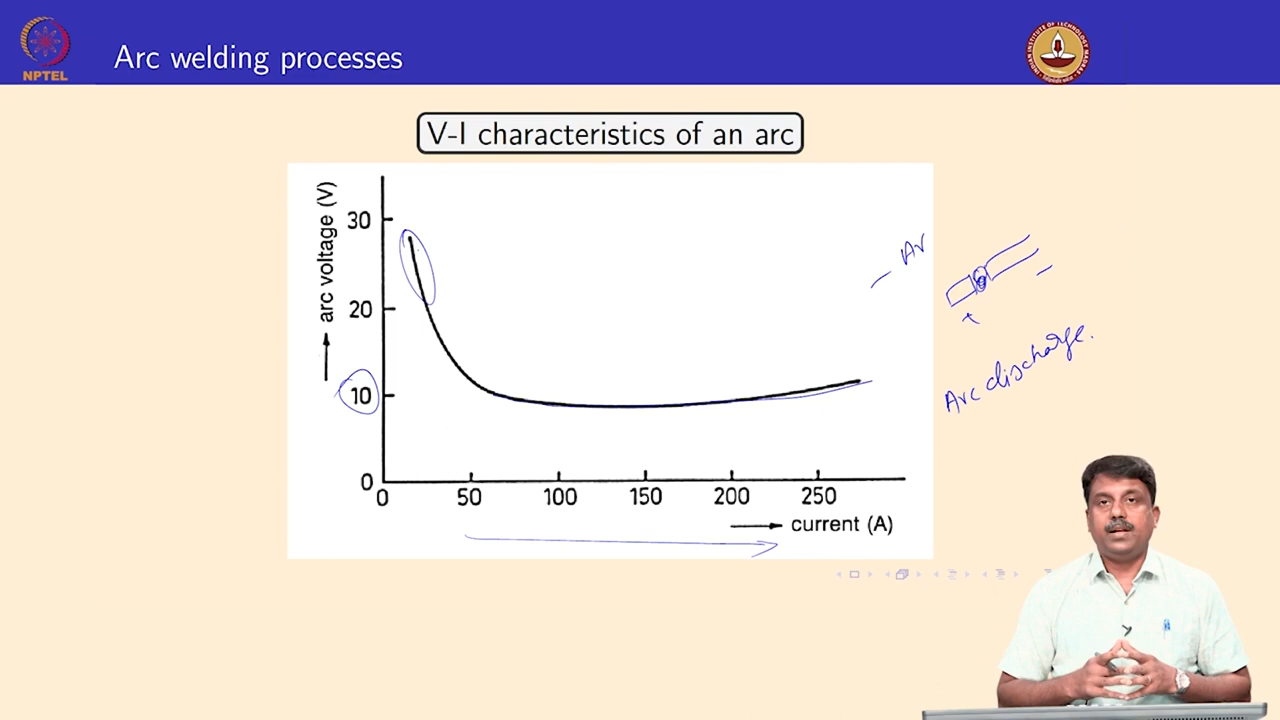 NPTEL
Arc welding processes
V-I characteristics of an arc
arc voltage (V)
30
20
10
0
0 50 100 150 200 250
current (A)
Ar
+
−
Arc discharge.